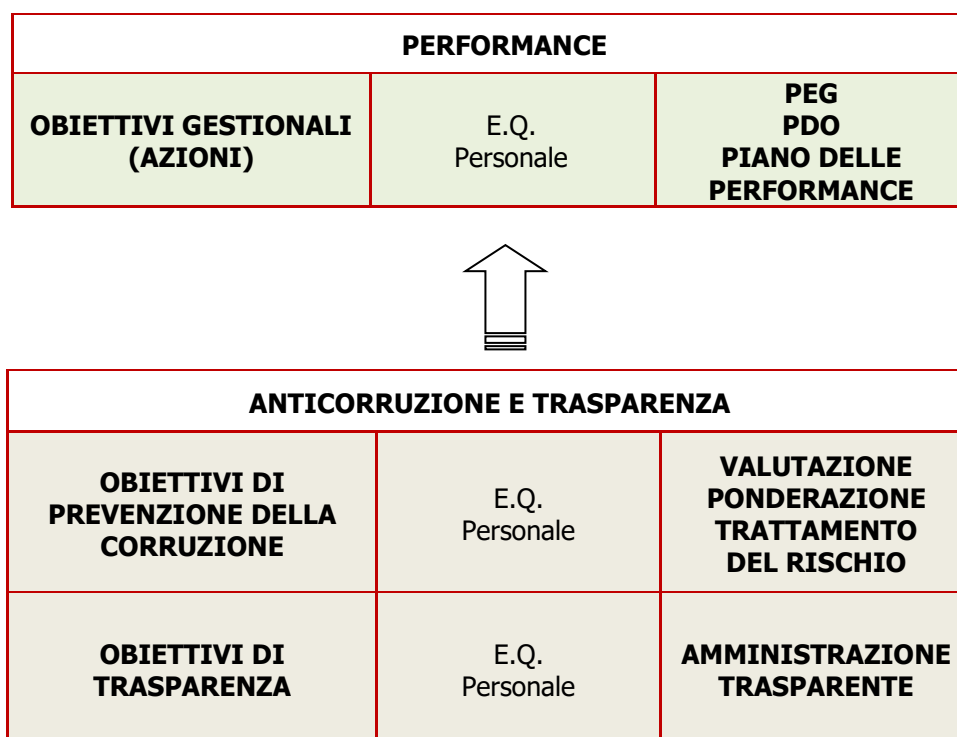 PERFORMANCE
OBIETTIVI GESTIONALI
(AZIONI)
E.Q.
Personale
PEG
PDO
PIANO DELLE
PERFORMANCE
ANTICORRUZIONE E TRASPARENZA
OBIETTIVI DI
PREVENZIONE DELLA
CORRUZIONE
E.Q.
Personale
VALUTAZIONE
PONDERAZIONE
TRATTAMENTO
DEL RISCHIO
OBIETTIVI DI
TRASPARENZA
E.Q.
Personale
AMMINISTRAZIONE
TRASPARENTE